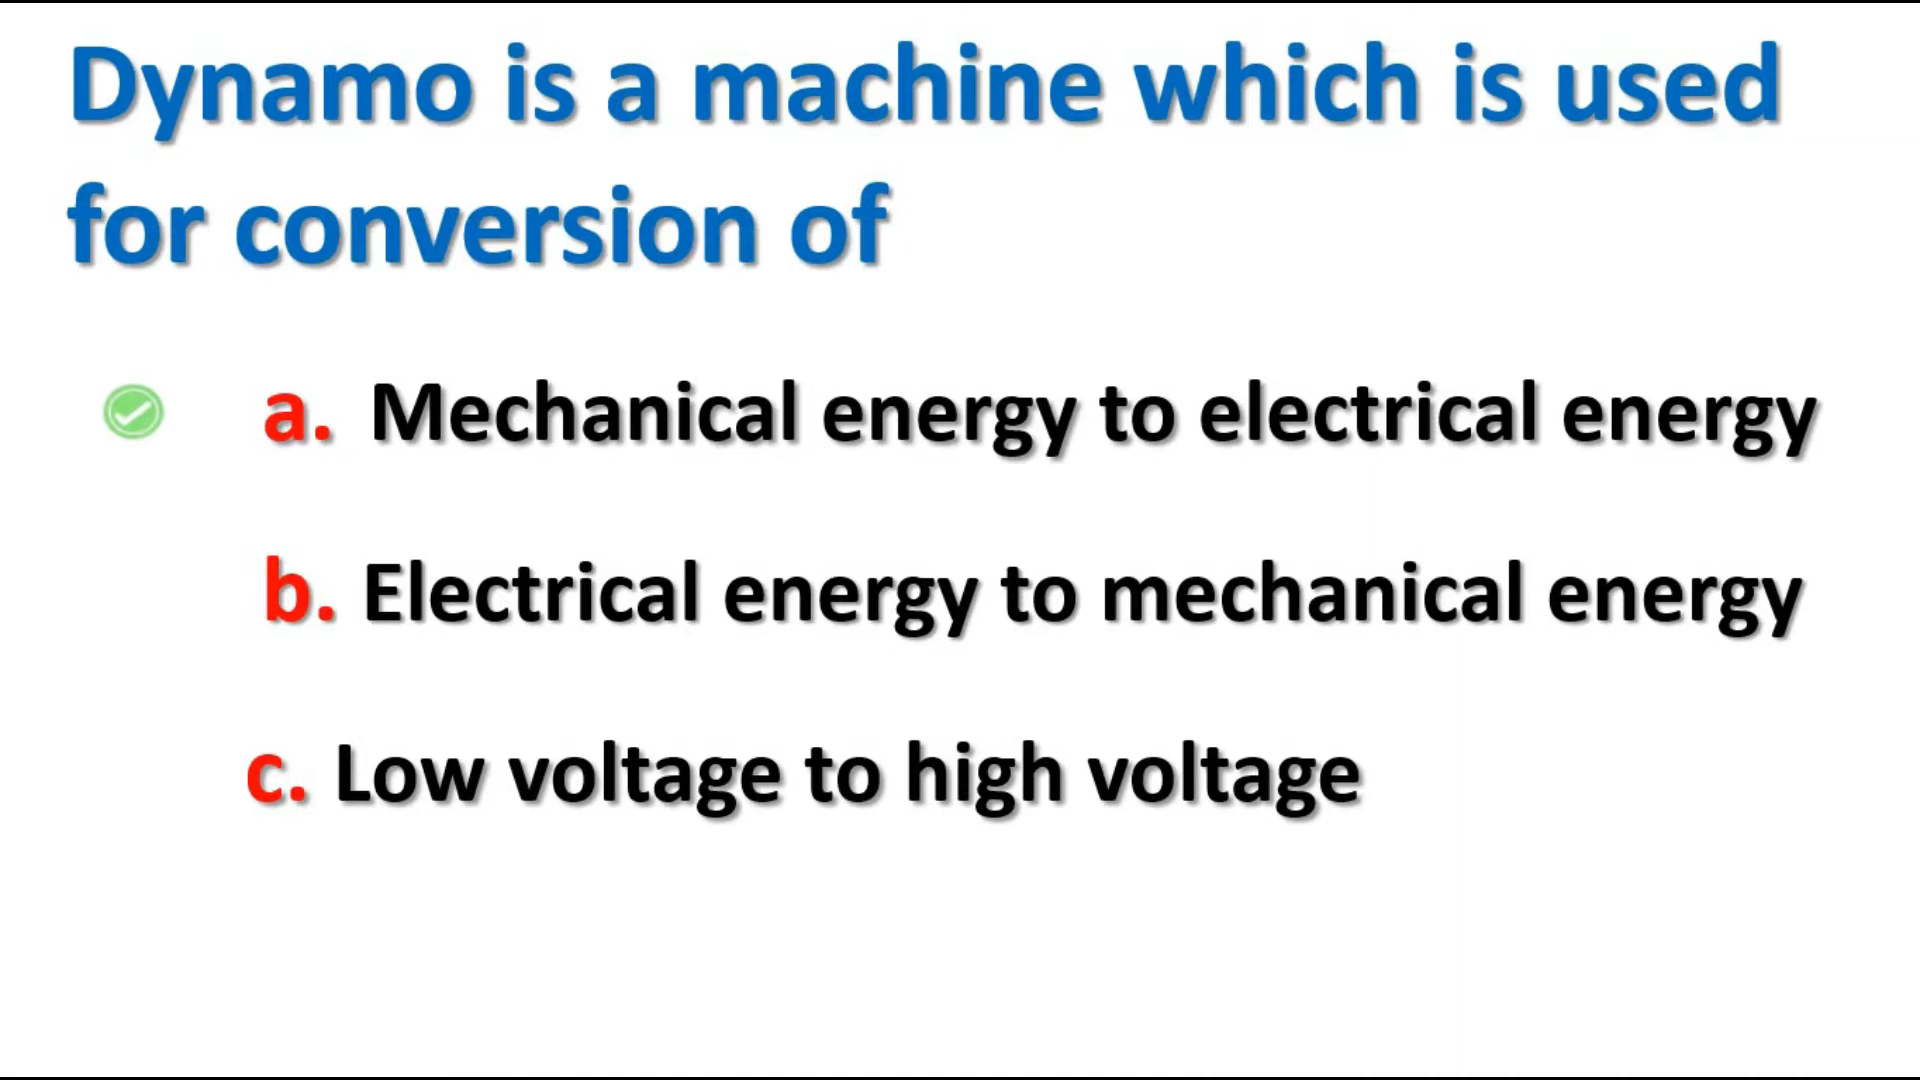 Dynamo is a machine which is used
for conversion of
a. Mechanical energy to electrical energy
b. Electrical energy to mechanical energy
c. Low voltage to high voltage